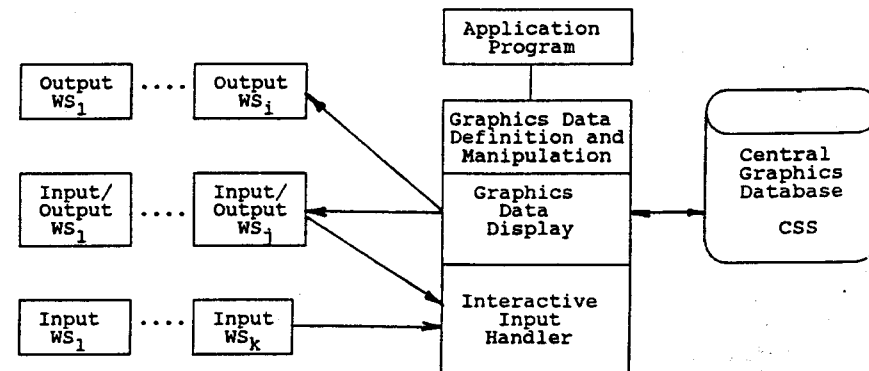 Application
Program
Output
WS1
....
Output
WSi
Graphics Data
Definition and
Manipulation
Central
Graphics
Database
CSS
Input/
Output
WS1
....
Input/
Output
WSj
Graphics
Data
Display
Input
WS1
....
Input
WSk
Interactive
Input
Handler